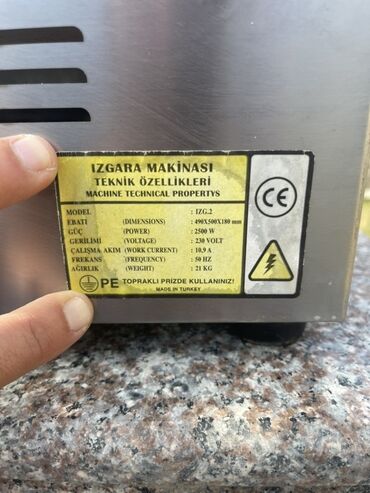 IZGARA MAKİNASI
TEKNİK ÖZELLİKLERİ
MACHINE TECHNICAL PROPERTYS
MODEL : IZG.2
EBATI (DIMENSIONS) : 490X500X180 mm
GÜÇ (POWER) : 2500 W
GERİLİMİ (VOLTAGE) : 230 VOLT
ÇALIŞMA AKIM (WORK CURRENT) : 10.9 A
FREKANS (FREQUENCY) : 50 HZ
AĞIRLIK (WEIGHT) : 21 KG
PE TOPRAKLI PRİZDE KULLANINIZ!
MADE IN TURKEY
CE